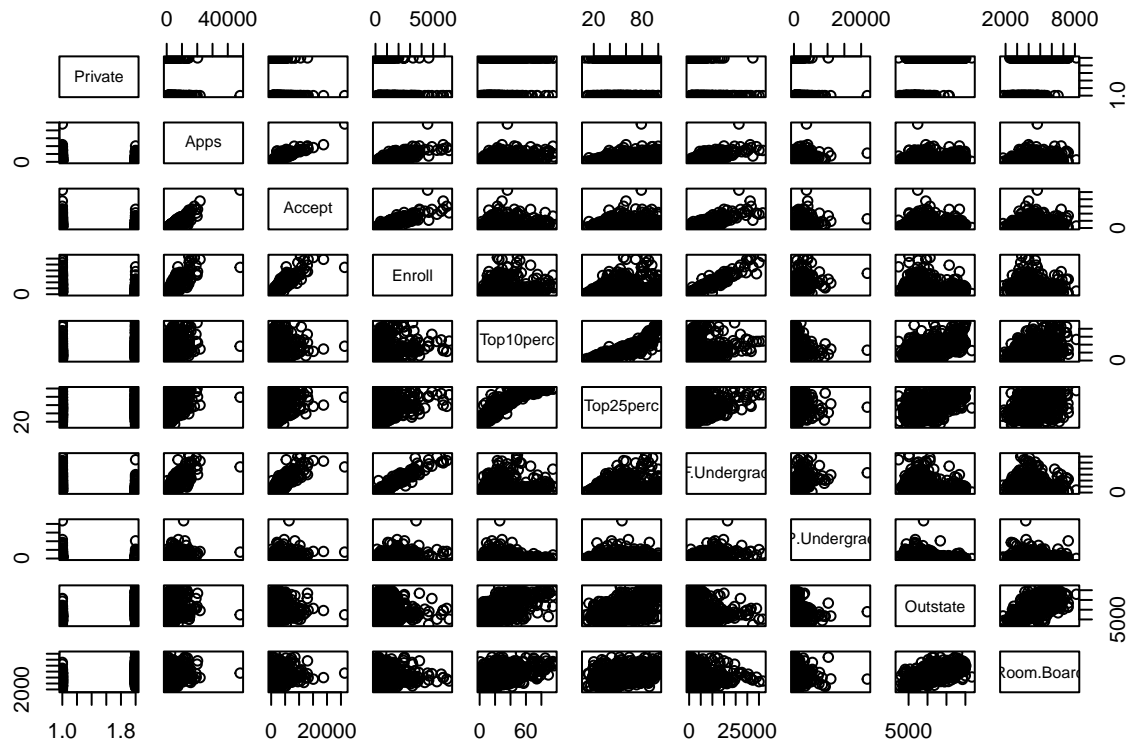 0 40000 0 5000 20 80 0 20000 2000 8000
Private
1.0
Apps
0
Accept
0
Enroll
0
Top10perc
0
Top25perc
20
F.Undergrad
0
P.Undergrad
0
Outstate
5000
Room.Board
2000
1.0 1.8 0 20000 0 60 0 25000 5000